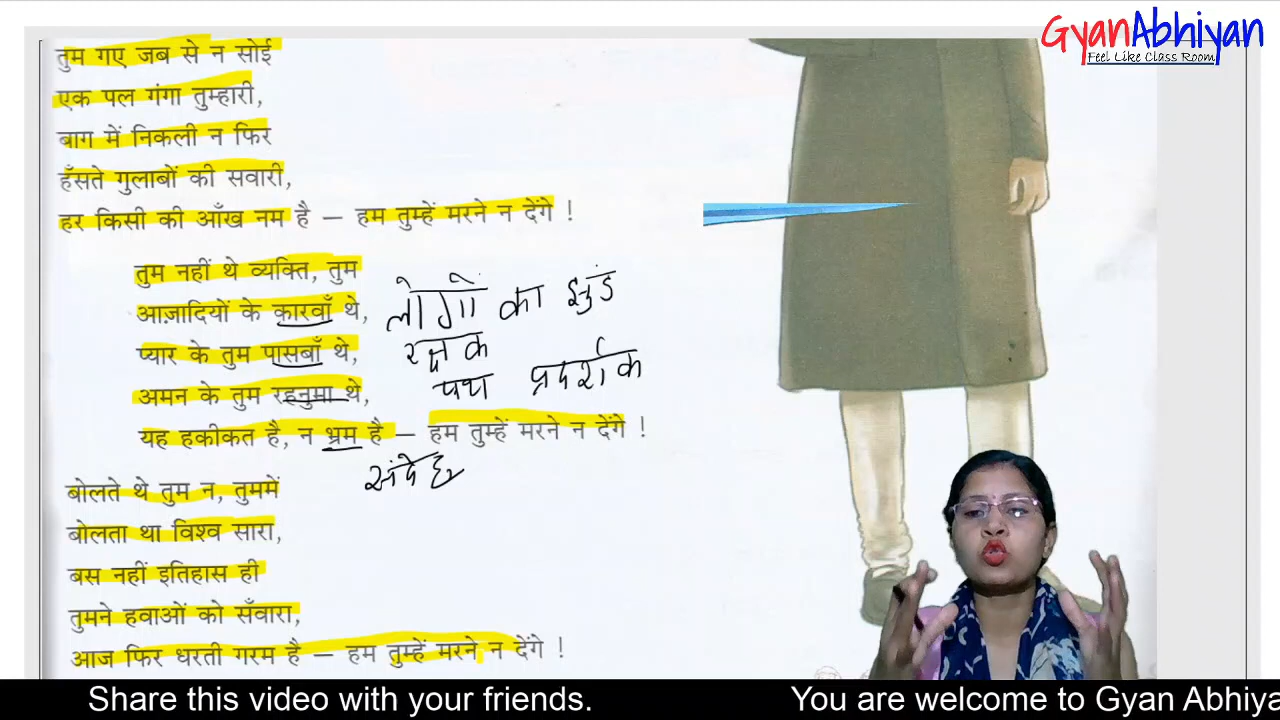 GyanAbhiyan
Feel Like Class Room
तुम गए जब से न सोई
एक पल गंगा तुम्हारी,
बाग में निकली न फिर
हँसते गुलाबों की सवारी,
हर किसी की आँख नम है – हम तुम्हें मरने न देंगे !
तुम नहीं थे व्यक्ति, तुम
आज़ादियों के कारवाँ थे,
लोगों का झुंड
प्यार के तुम पासबाँ थे,
रक्षक
अमन के तुम रहनुमा थे,
पथ प्रदर्शक
यह हकीकत है, न भ्रम है – हम तुम्हें मरने न देंगे !
संदेह
बोलते थे तुम न, तुममें
बोलता था विश्व सारा,
बस नहीं इतिहास ही
तुमने हवाओं को सँवारा,
आज फिर धरती गरम है – हम तुम्हें मरने न देंगे !
Share this video with your friends.
You are welcome to Gyan Abhiya